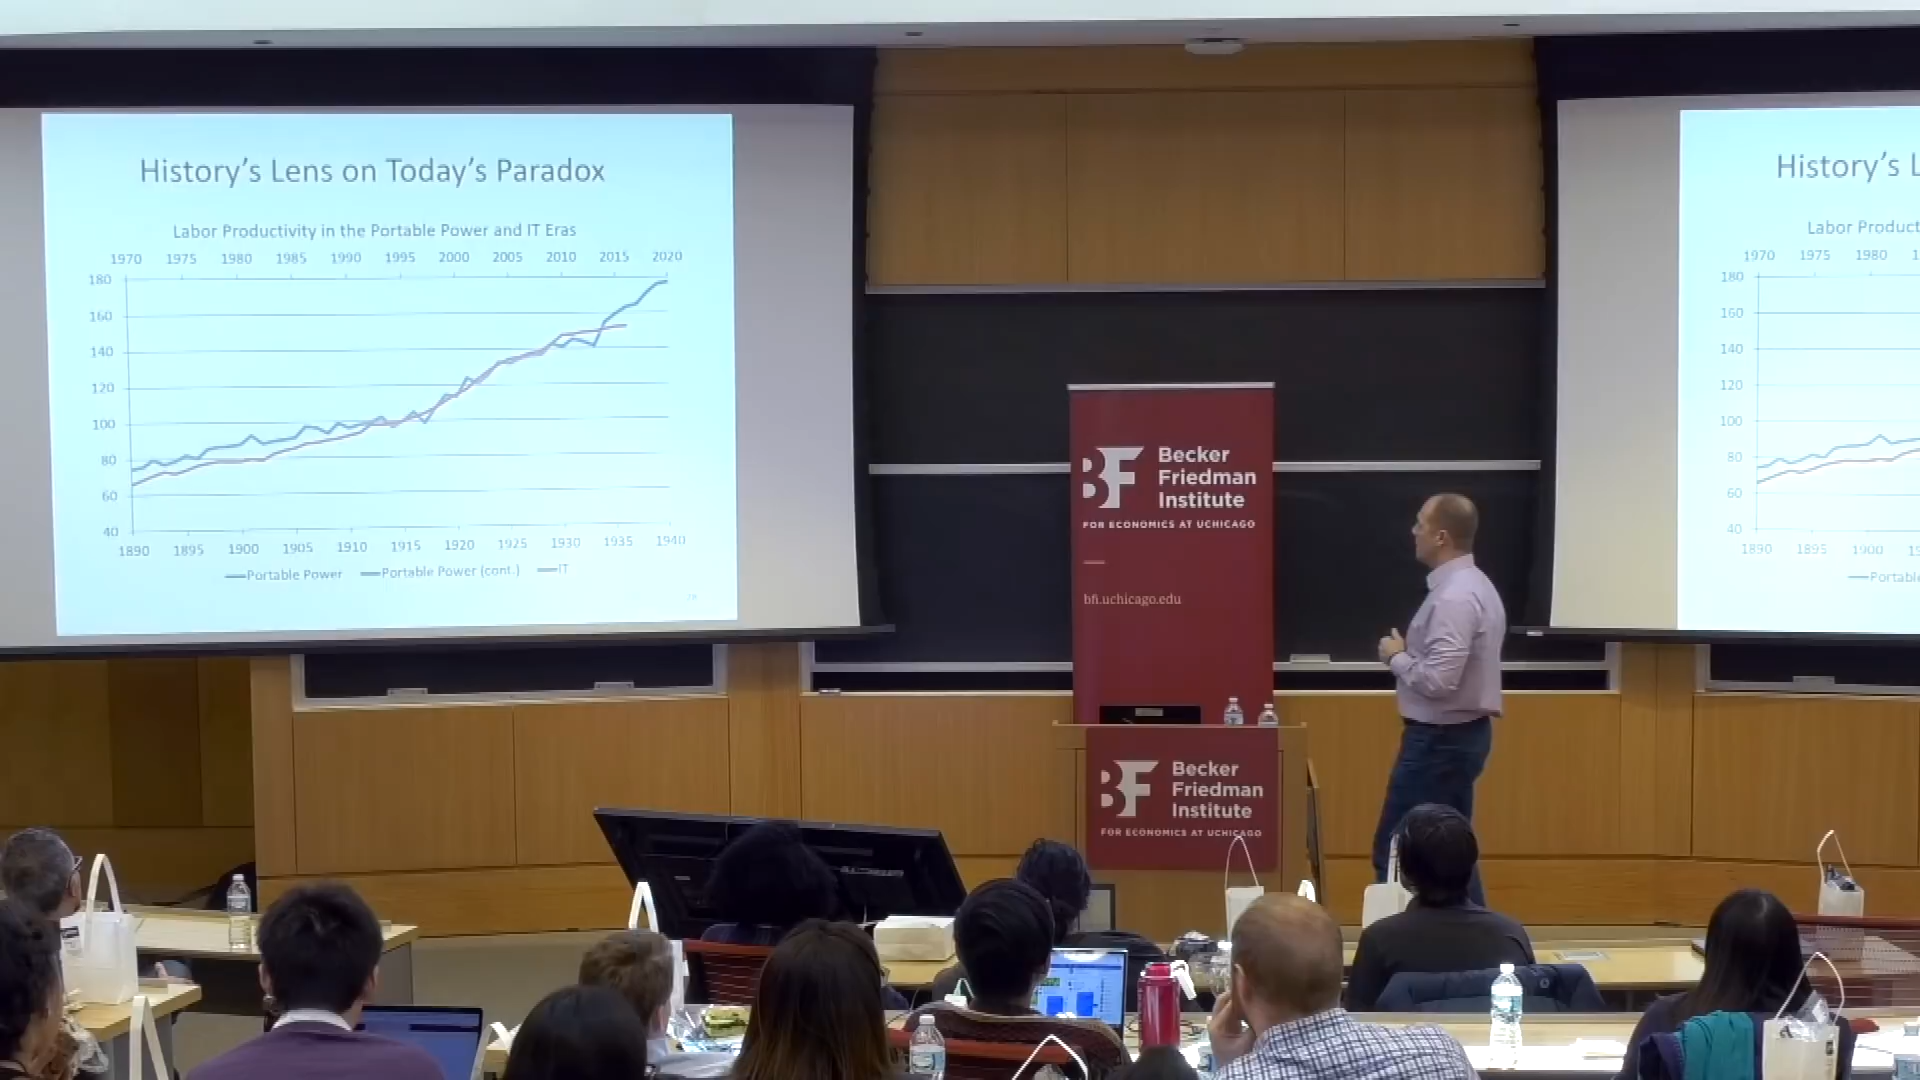 History's Lens on Today's Paradox
Labor Productivity in the Portable Power and IT Eras
1970 1975 1980 1985 1990 1995 2000 2005 2010 2015 2020
180
160
140
120
100
80
60
40
1890 1895 1900 1905 1910 1915 1920 1925 1930 1935 1940
Portable Power Portable Power (cont.) IT
Becker
Friedman
Institute
FOR ECONOMICS AT UCHICAGO
bfi.uchicago.edu
BF
Becker
Friedman
Institute
FOR ECONOMICS AT UCHICAGO
BF
History's L
Labor Product
1970 1975 1980 1
180
160
140
120
100
80
60
40
1890 1895 1900 19
Portable